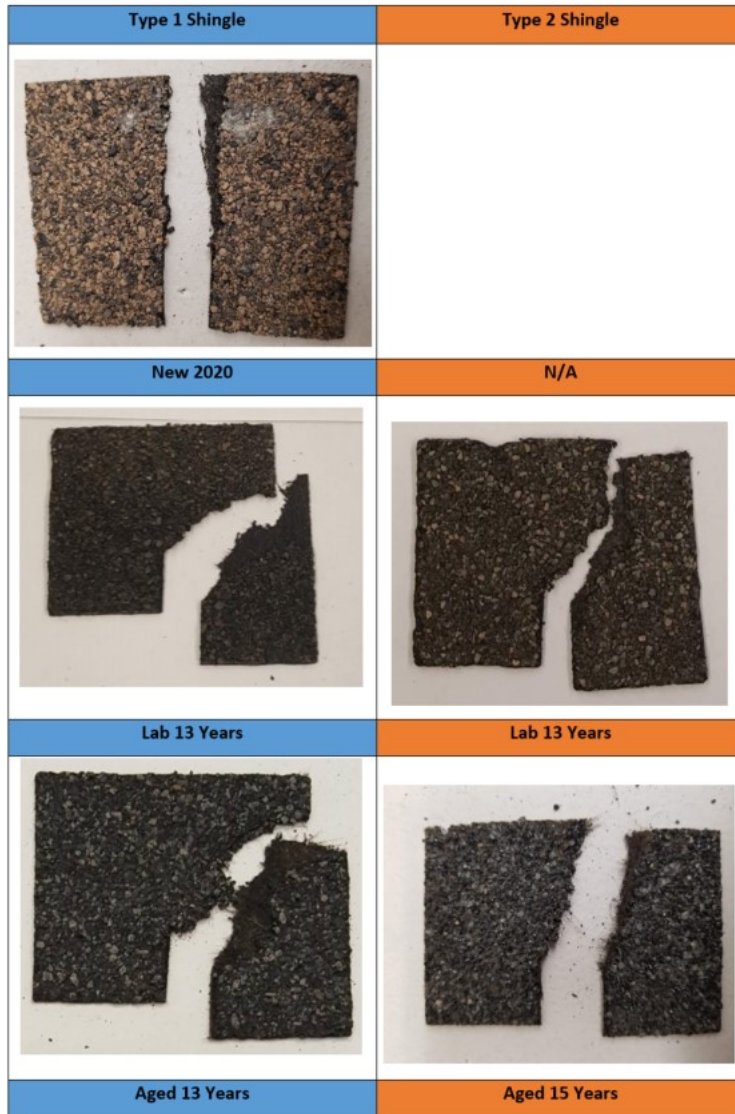 Type 1 Shingle
Type 2 Shingle
New 2020
N/A
Lab 13 Years
Lab 13 Years
Aged 13 Years
Aged 15 Years